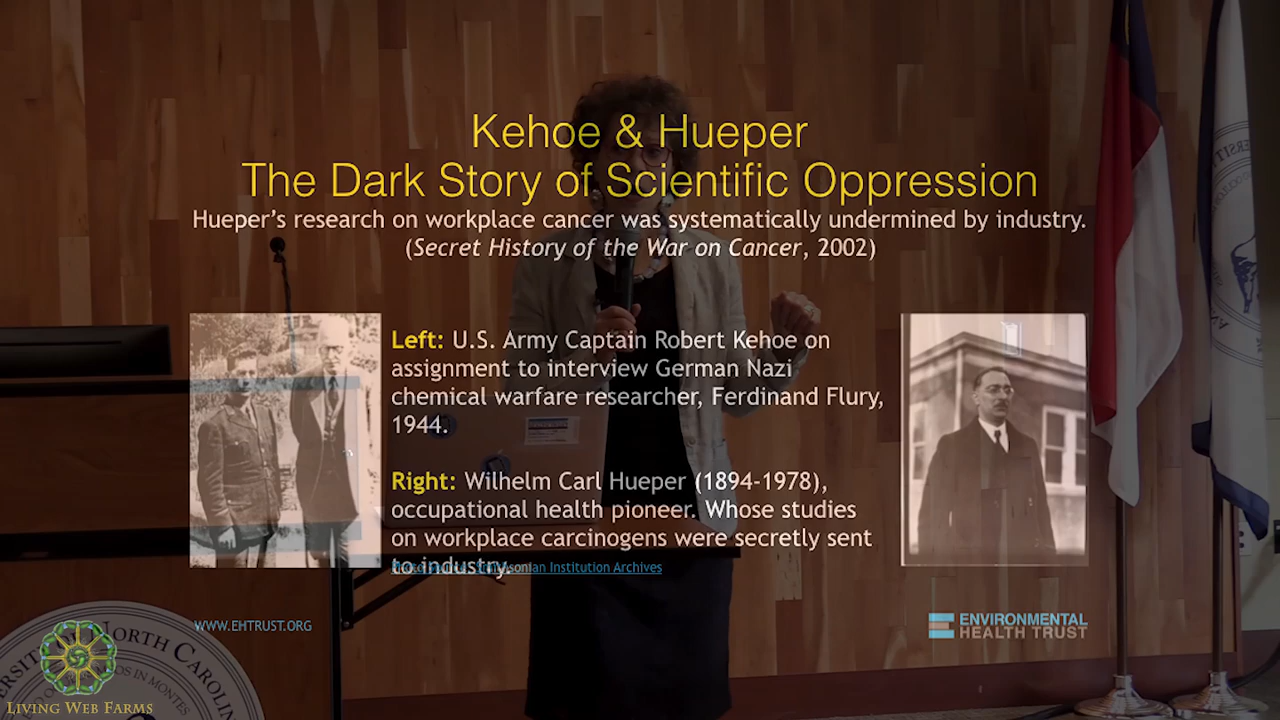 Kehoe & Hueper
The Dark Story of Scientific Oppression
Hueper's research on workplace cancer was systematically undermined by industry.
(Secret History of the War on Cancer, 2002)
Left: U.S. Army Captain Robert Kehoe on
assignment to interview German Nazi
chemical warfare researcher, Ferdinand Flury,
1944.
Right: Wilhelm Carl Hueper (1894-1978),
occupational health pioneer. Whose studies
on workplace carcinogens were secretly sent
to industry.
Smithsonian Institution Archives
WWW.EHTRUST.ORG
ENVIRONMENTAL
HEALTH TRUST
NORTH CAROLIN
LIVING WEB FARMS